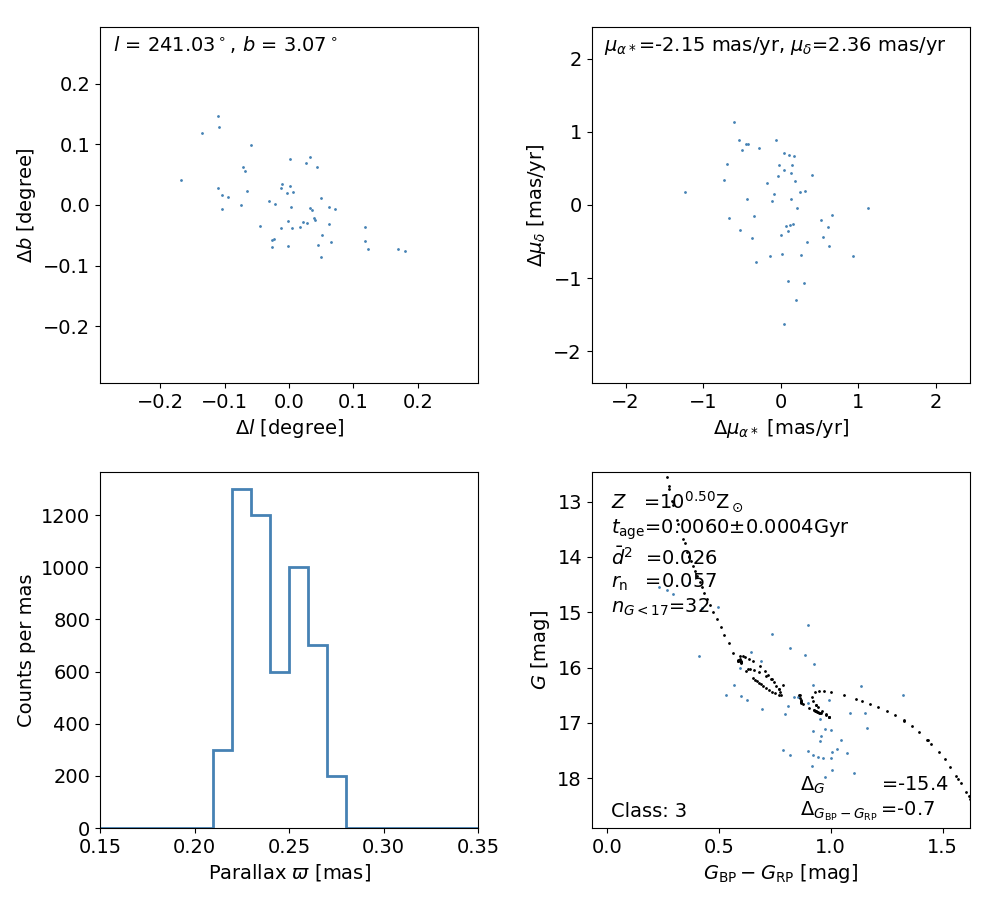 l = 241.03°, b = 3.07°
0.2
0.1
0.0
−0.1
−0.2
Δb [degree]
−0.2 −0.1 0.0 0.1 0.2
Δl [degree]
μα*=-2.15 mas/yr, μδ=2.36 mas/yr
2
1
0
−1
−2
Δμδ [mas/yr]
−2 −1 0 1 2
Δμα* [mas/yr]
1200
1000
800
600
400
200
0
Counts per mas
0.15 0.20 0.25 0.30 0.35
Parallax ϖ [mas]
Z =10^0.50 Z⊙
t_age=0.0060±0.0004Gyr
d̄² =0.026
r_n =0.057
n_G<17=32
13
14
15
16
17
18
G [mag]
Δ_G =-15.4
Class: 3
Δ_GBP−GRP=-0.7
0.0 0.5 1.0 1.5
G_BP − G_RP [mag]